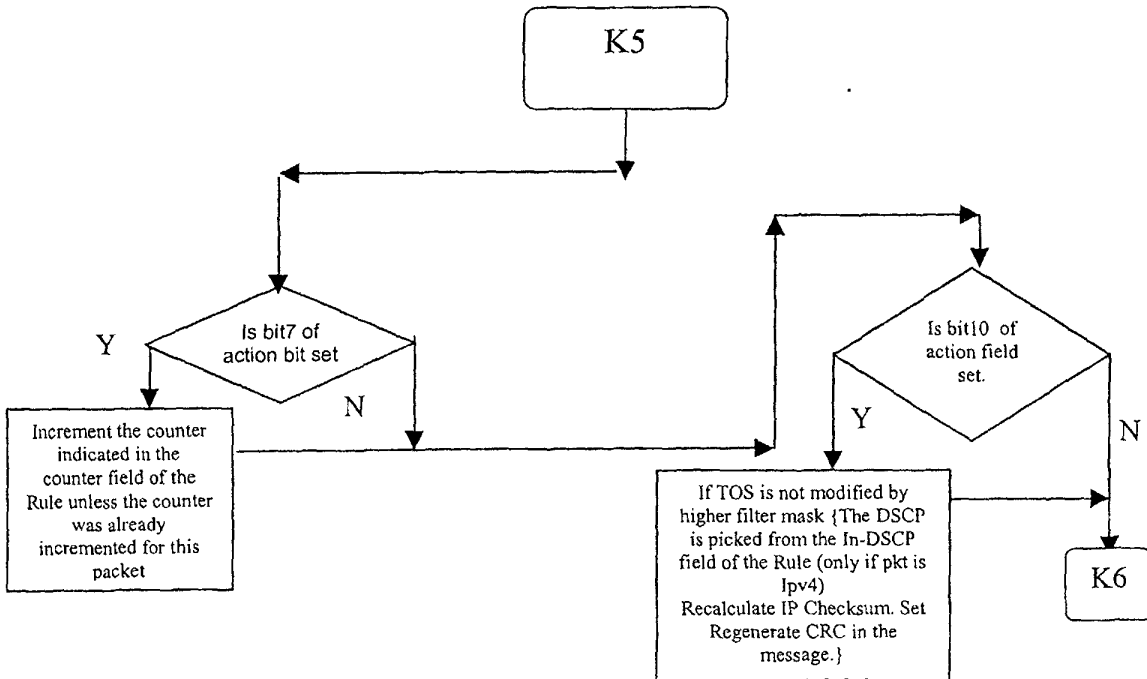 K5
Is bit7 of
action bit set
Y
N
Increment the counter
indicated in the
counter field of the
Rule unless the counter
was already
incremented for this
packet
Is bit10 of
action field
set.
Y
N
If TOS is not modified by
higher filter mask {The DSCP
is picked from the In-DSCP
field of the Rule (only if pkt is
Ipv4)
Recalculate IP Checksum. Set
Regenerate CRC in the
message.}
K6